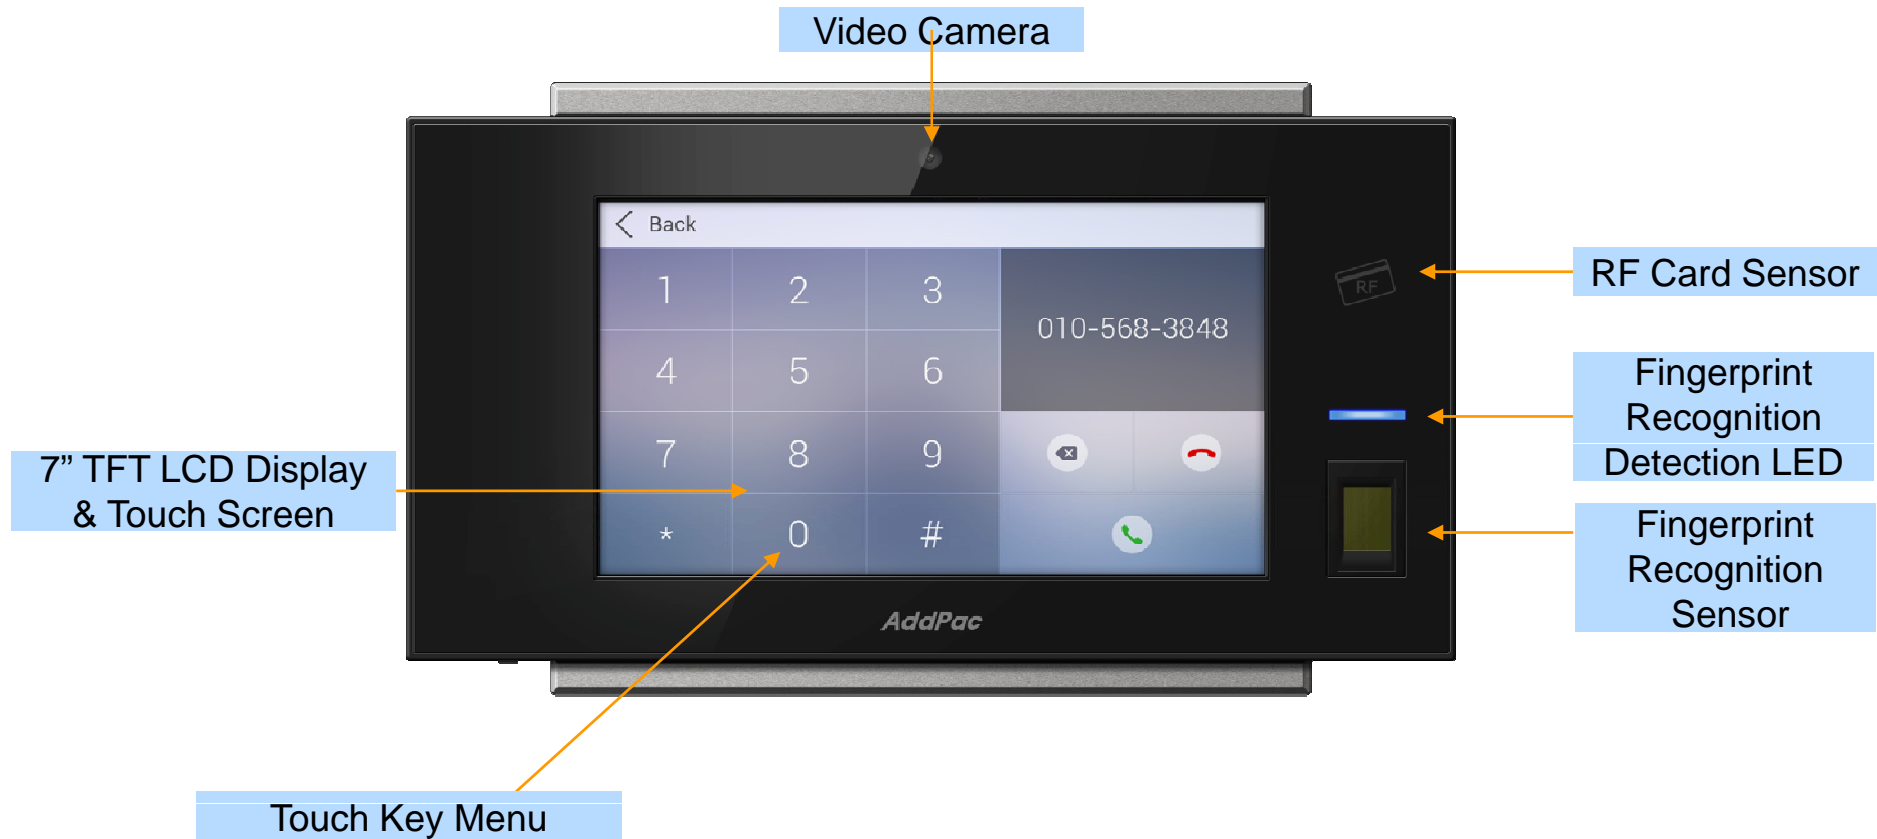 Video Camera
Back
1 2 3
010-568-3848
4 5 6
7 8 9
* 0 #
AddPac
RF
RF Card Sensor
Fingerprint
Recognition
Detection LED
Fingerprint
Recognition
Sensor
7” TFT LCD Display
& Touch Screen
Touch Key Menu